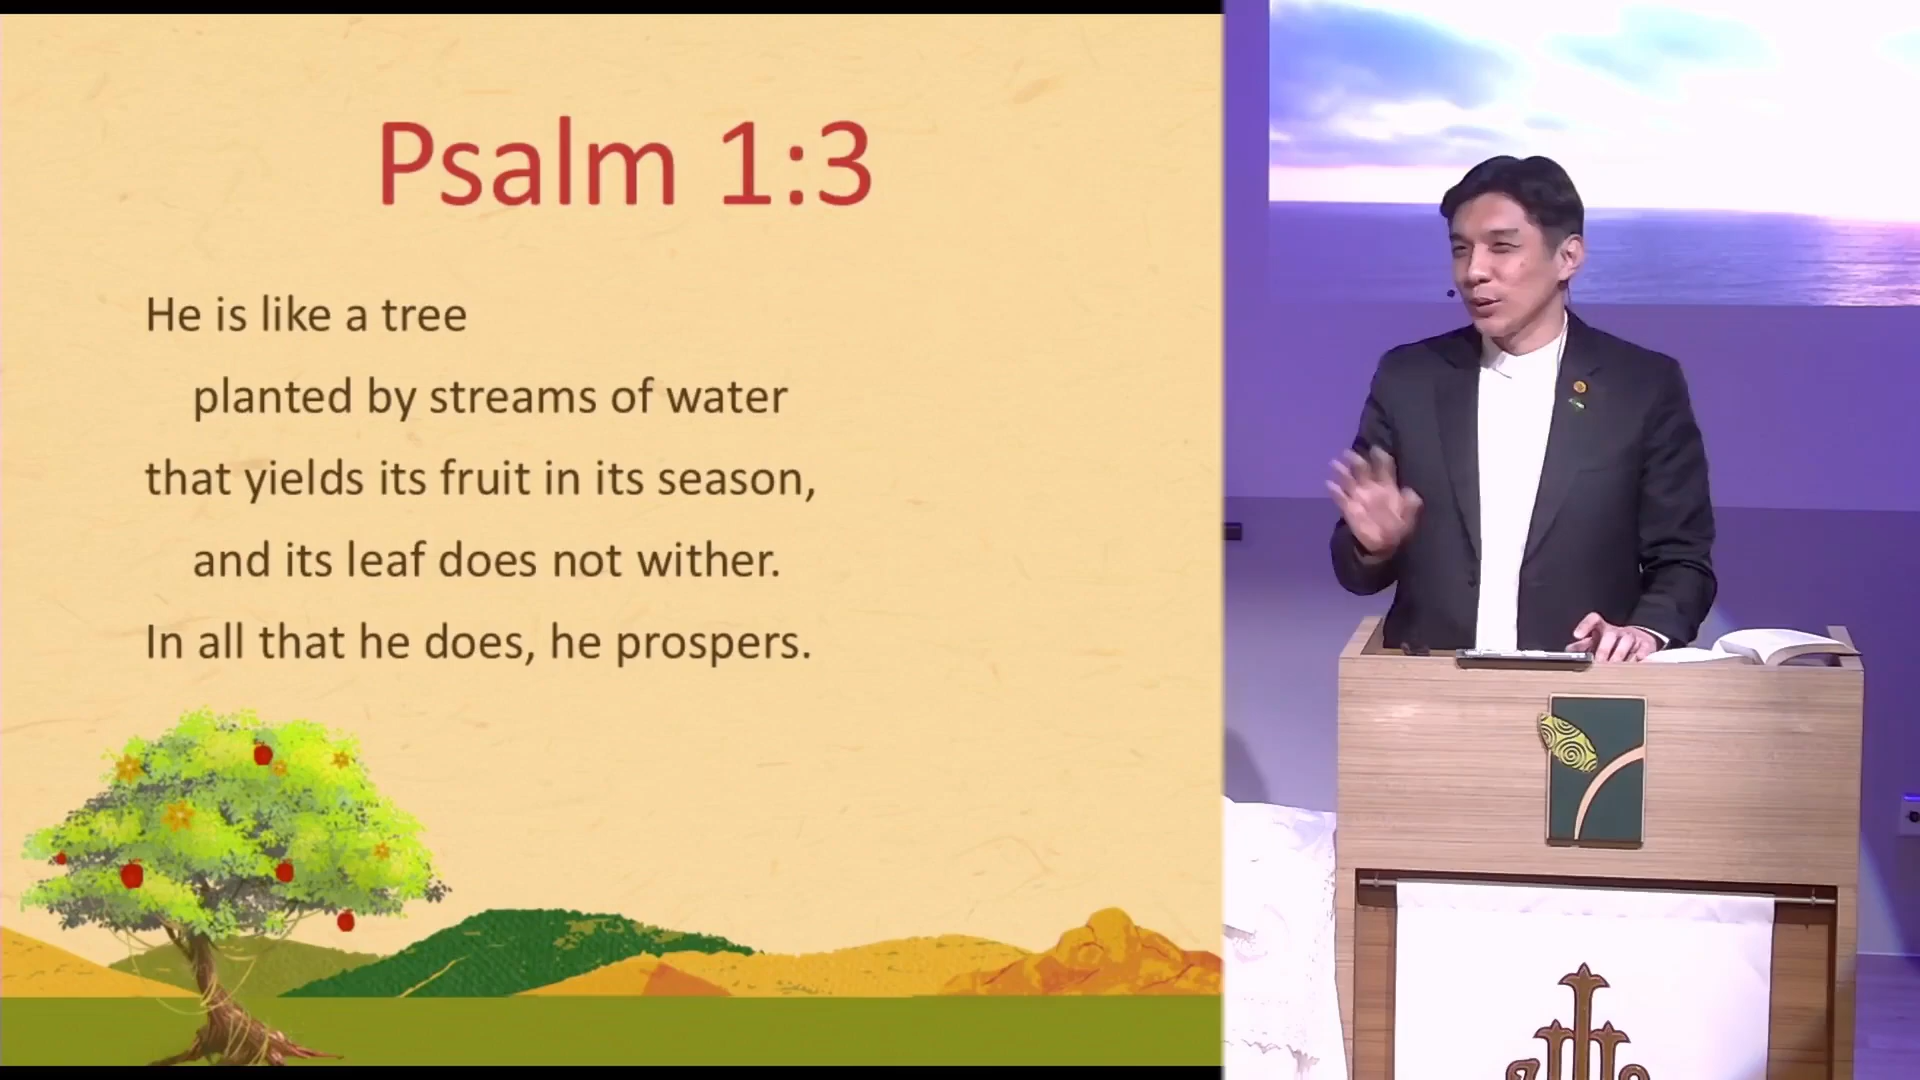 Psalm 1:3
He is like a tree
planted by streams of water
that yields its fruit in its season,
and its leaf does not wither.
In all that he does, he prospers.